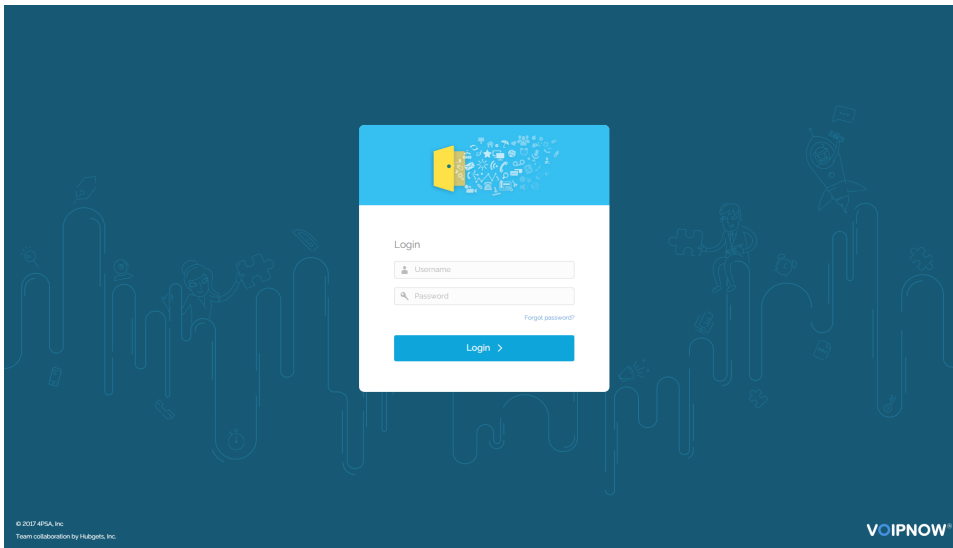 Login
Username
Password
Forgot password?
Login
© 2017 4PSA, Inc
Team collaboration by Hubgets, Inc.
VOIPNOW®